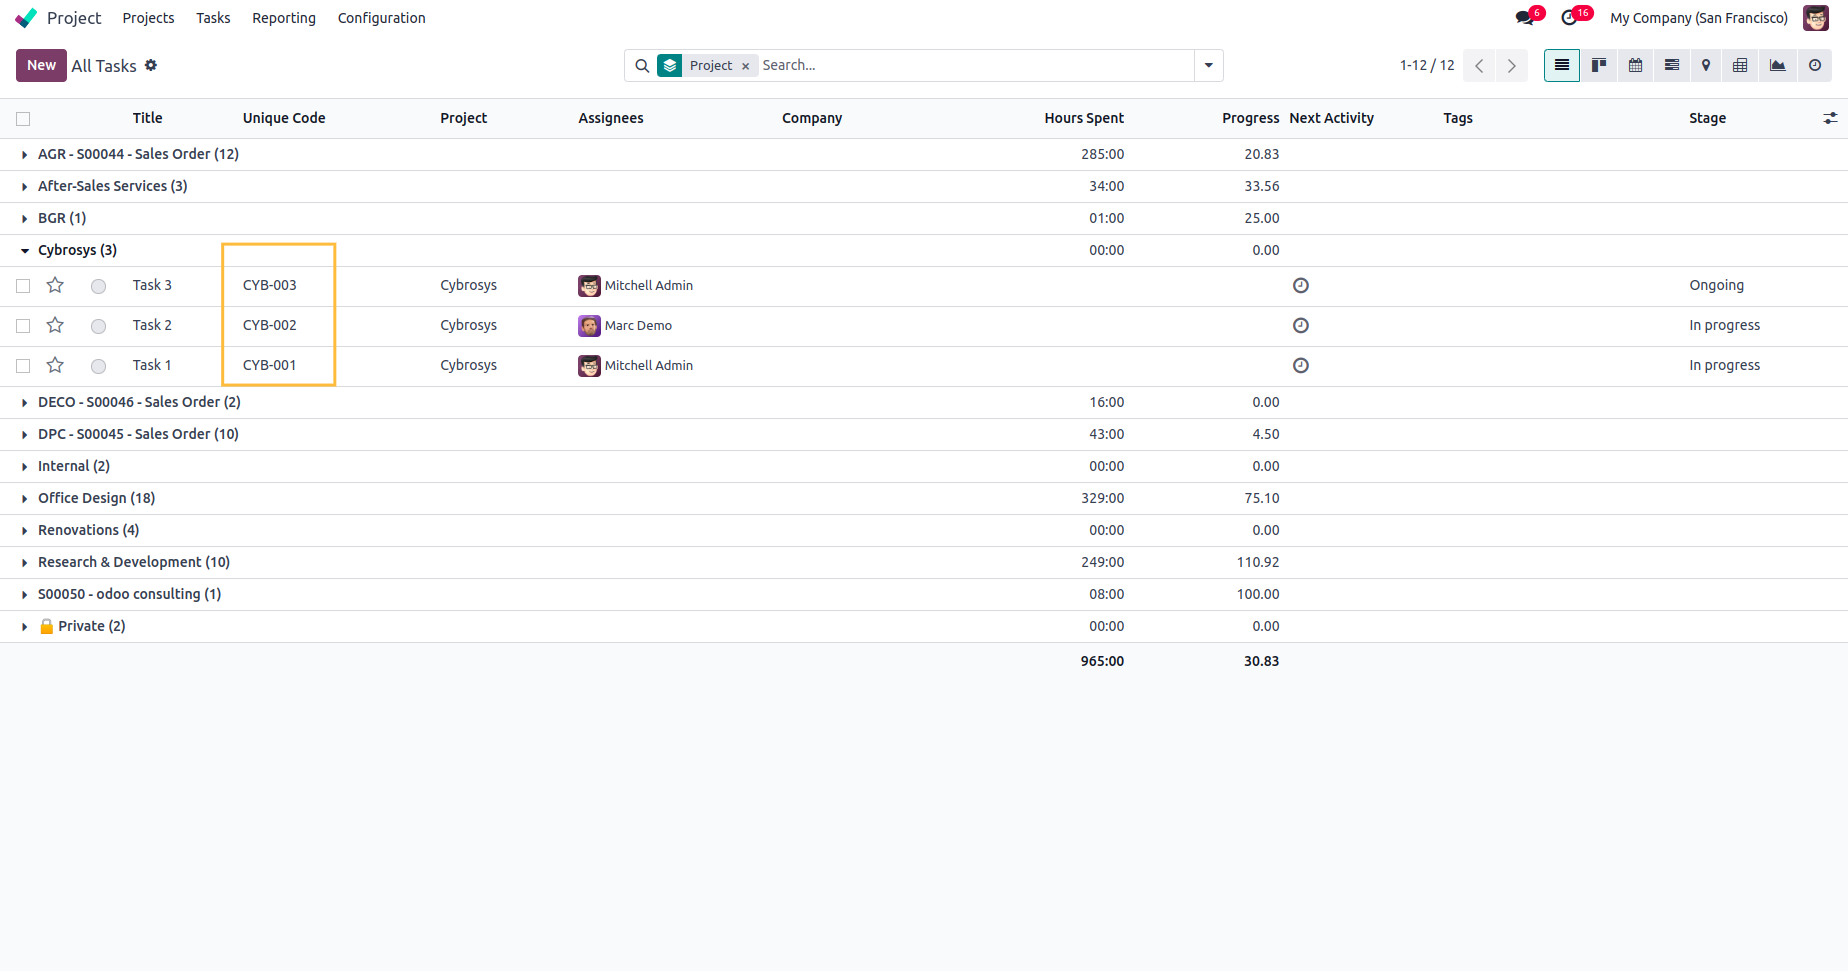 Project Projects Tasks Reporting Configuration 6 16 My Company (San Francisco)
New All Tasks Project × Search... 1-12 / 12
Title Unique Code Project Assignees Company Hours Spent Progress Next Activity Tags Stage
AGR - S00044 - Sales Order (12) 285:00 20.83
After-Sales Services (3) 34:00 33.56
BGR (1) 01:00 25.00
Cybrosys (3) 00:00 0.00
Task 3 CYB-003 Cybrosys Mitchell Admin Ongoing
Task 2 CYB-002 Cybrosys Marc Demo In progress
Task 1 CYB-001 Cybrosys Mitchell Admin In progress
DECO - S00046 - Sales Order (2) 16:00 0.00
DPC - S00045 - Sales Order (10) 43:00 4.50
Internal (2) 00:00 0.00
Office Design (18) 329:00 75.10
Renovations (4) 00:00 0.00
Research & Development (10) 249:00 110.92
S00050 - odoo consulting (1) 08:00 100.00
Private (2) 00:00 0.00
965:00 30.83